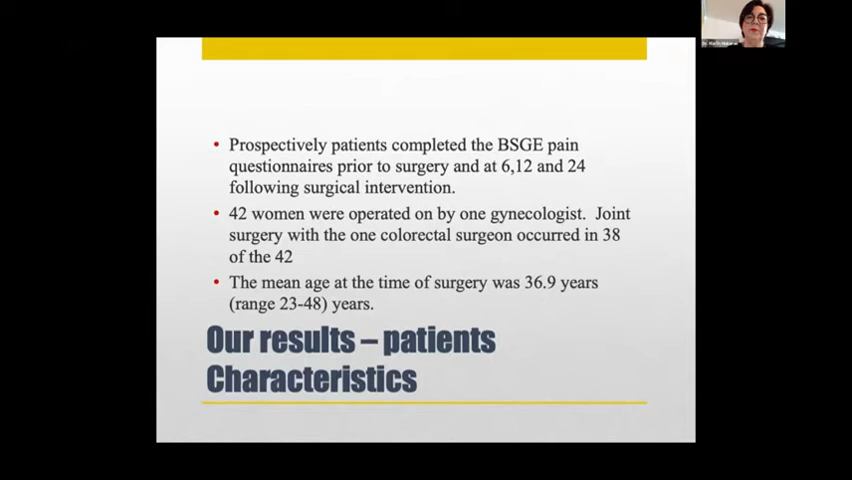 • Prospectively patients completed the BSGE pain
questionnaires prior to surgery and at 6,12 and 24
following surgical intervention.
• 42 women were operated on by one gynecologist. Joint
surgery with the one colorectal surgeon occurred in 38
of the 42
• The mean age at the time of surgery was 36.9 years
(range 23-48) years.
Our results – patients
Characteristics